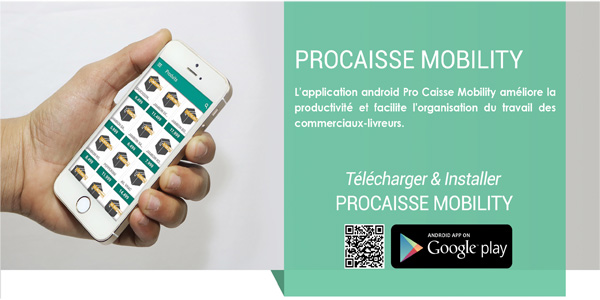 PROCAISSE MOBILITY
L'application android Pro Caisse Mobility améliore la
productivité et facilite l'organisation du travail des
commerciaux-livreurs.
Télécharger & Installer
PROCAISSE MOBILITY
ANDROID APP ON
Google play
Produits